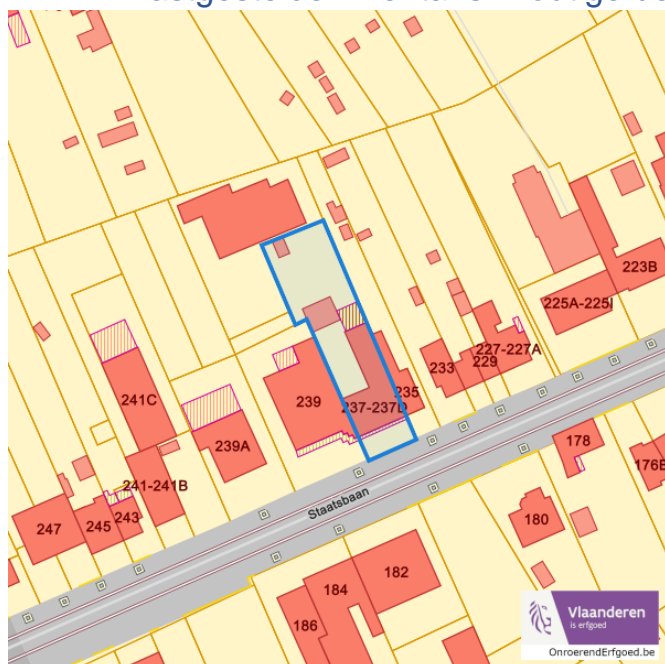 223B
225A-225I
227-227A
229
233
235
237-237D
239
241C
239A
241-241B
243
245
247
Staatsbaan
178
176B
180
182
184
186
Vlaanderen
is erfgoed
OnroerendErfgoed.be